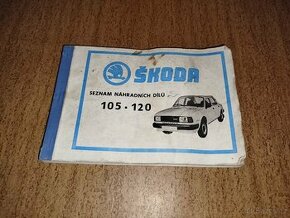 ŠKODA
SEZNAM NÁHRADNÍCH DÍLŮ
105 · 120